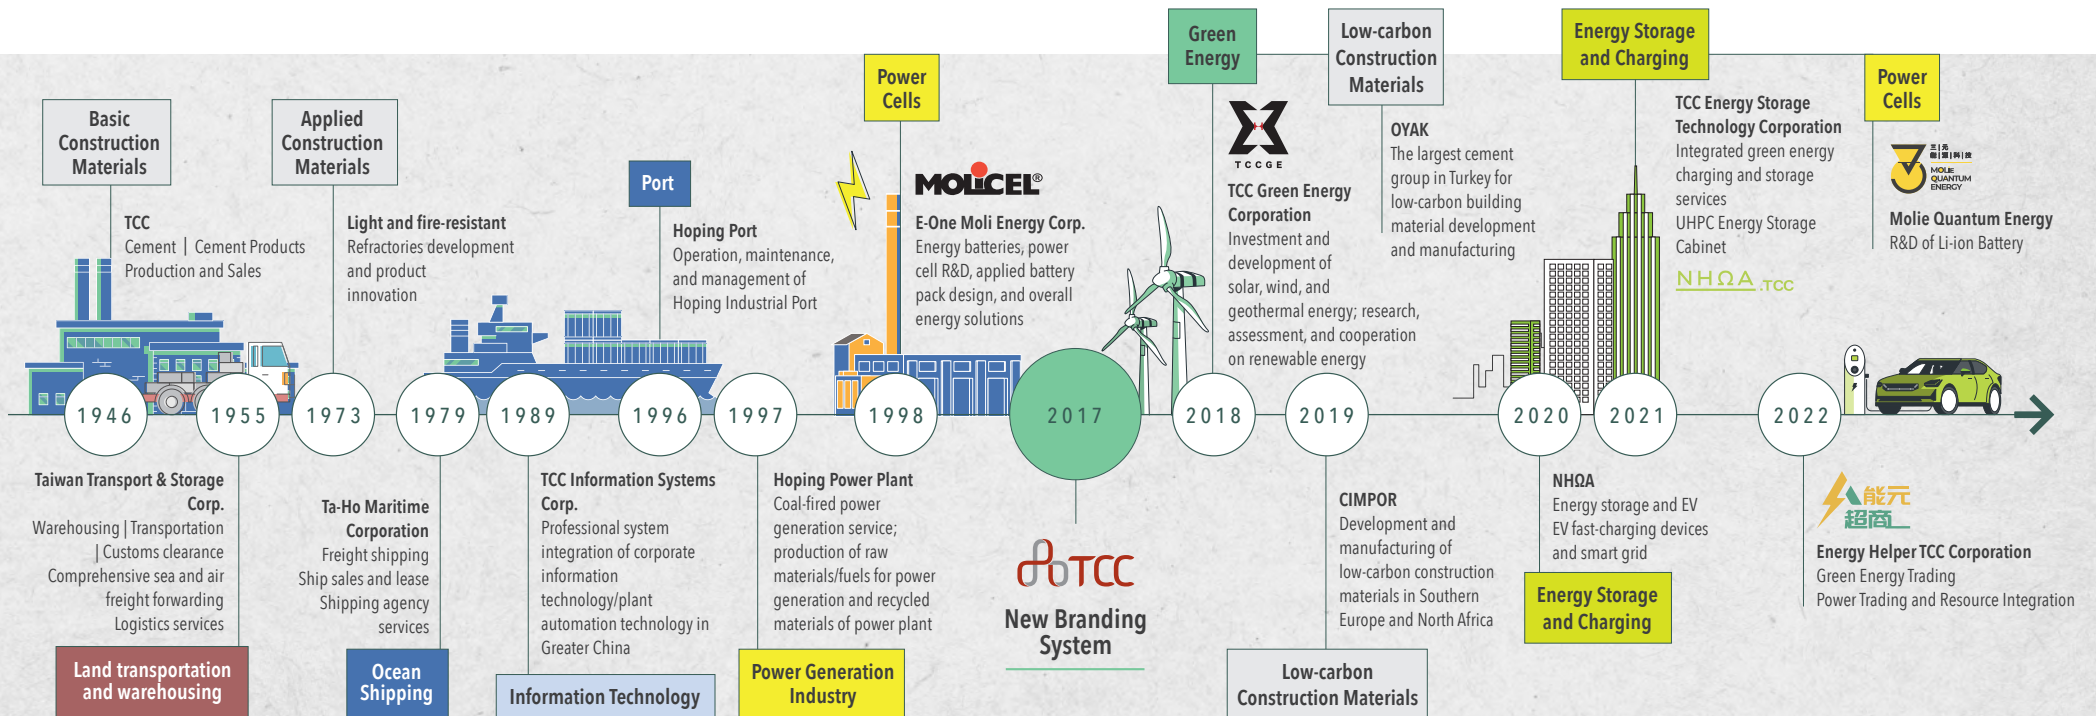 Basic
Construction
Materials
TCC
Cement | Cement Products
Production and Sales
Applied
Construction
Materials
Light and fire-resistant
Refractories development
and product
innovation
Port
Hoping Port
Operation, maintenance,
and management of
Hoping Industrial Port
Power
Cells
MOLICEL®
E-One Moli Energy Corp.
Energy batteries, power
cell R&D, applied battery
pack design, and overall
energy solutions
Green
Energy
TCCGE
TCC Green Energy
Corporation
Investment and
development of
solar, wind, and
geothermal energy; research,
assessment, and cooperation
on renewable energy
Low-carbon
Construction
Materials
OYAK
The largest cement
group in Turkey for
low-carbon building
material development
and manufacturing
Energy Storage
and Charging
TCC Energy Storage
Technology Corporation
Integrated green energy
charging and storage
services
UHPC Energy Storage
Cabinet
NHΩA.TCC
Power
Cells
三|元
能|源|科|技
MOLIE
QUANTUM
ENERGY
Molie Quantum Energy
R&D of Li-ion Battery
1946
1955
1973
1979
1989
1996
1997
1998
2017
2018
2019
2020
2021
2022
Taiwan Transport & Storage
Corp.
Warehousing | Transportation
| Customs clearance
Comprehensive sea and air
freight forwarding
Logistics services
Land transportation
and warehousing
Ta-Ho Maritime
Corporation
Freight shipping
Ship sales and lease
Shipping agency
services
Ocean
Shipping
TCC Information Systems
Corp.
Professional system
integration of corporate
information
technology/plant
automation technology in
Greater China
Information Technology
Hoping Power Plant
Coal-fired power
generation service;
production of raw
materials/fuels for power
generation and recycled
materials of power plant
Power Generation
Industry
TCC
New Branding
System
CIMPOR
Development and
manufacturing of
low-carbon construction
materials in Southern
Europe and North Africa
Low-carbon
Construction Materials
NHΩA
Energy storage and EV
EV fast-charging devices
and smart grid
Energy Storage
and Charging
能元
超商
Energy Helper TCC Corporation
Green Energy Trading
Power Trading and Resource Integration